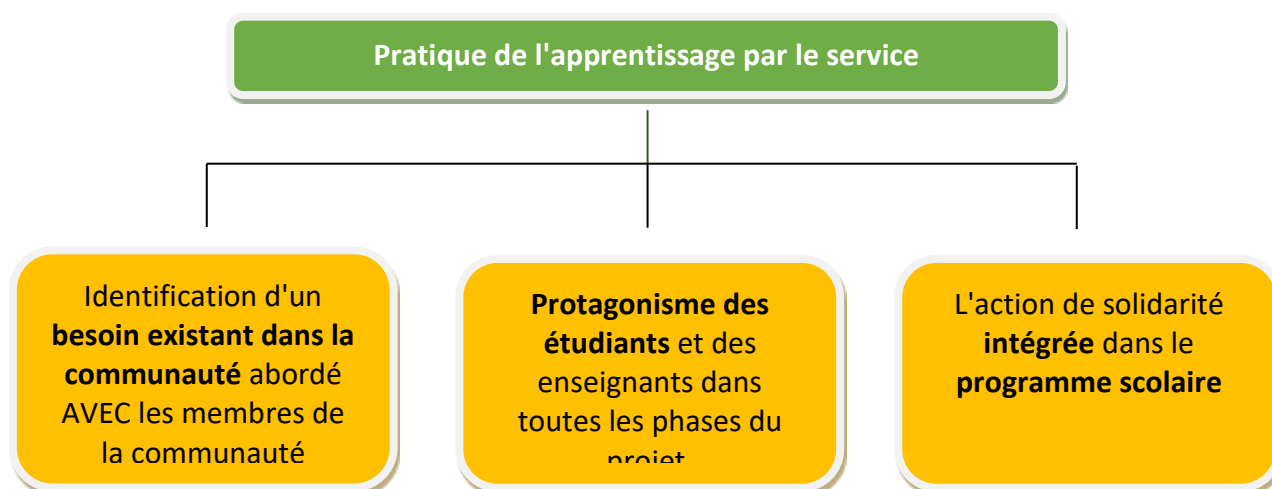 Pratique de l'apprentissage par le service
Identification d'un
besoin existant dans la
communauté abordé
AVEC les membres de
la communauté
Protagonisme des
étudiants et des
enseignants dans
toutes les phases du
projet
L'action de solidarité
intégrée dans le
programme scolaire